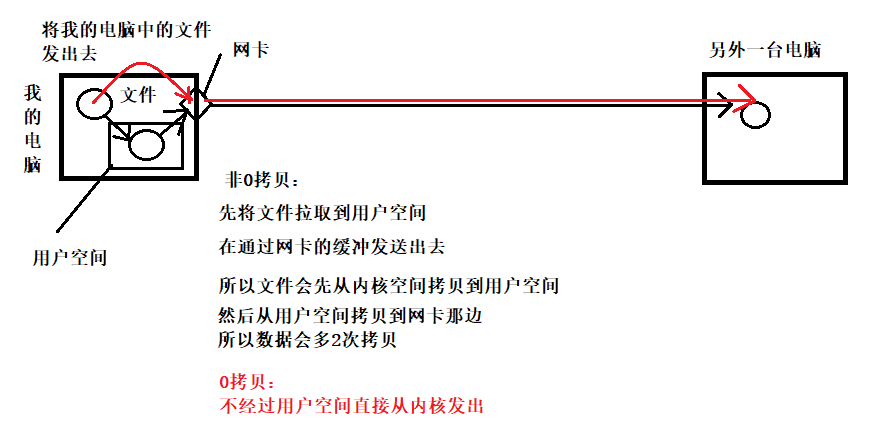 将我的电脑中的文件
发出去
网卡
另外一台电脑
我的电脑
文件
用户空间
非0拷贝：
先将文件拉取到用户空间
在通过网卡的缓冲发送出去
所以文件会先从内核空间拷贝到用户空间
然后从用户空间拷贝到网卡那边
所以数据会多2次拷贝
0拷贝：
不经过用户空间直接从内核发出